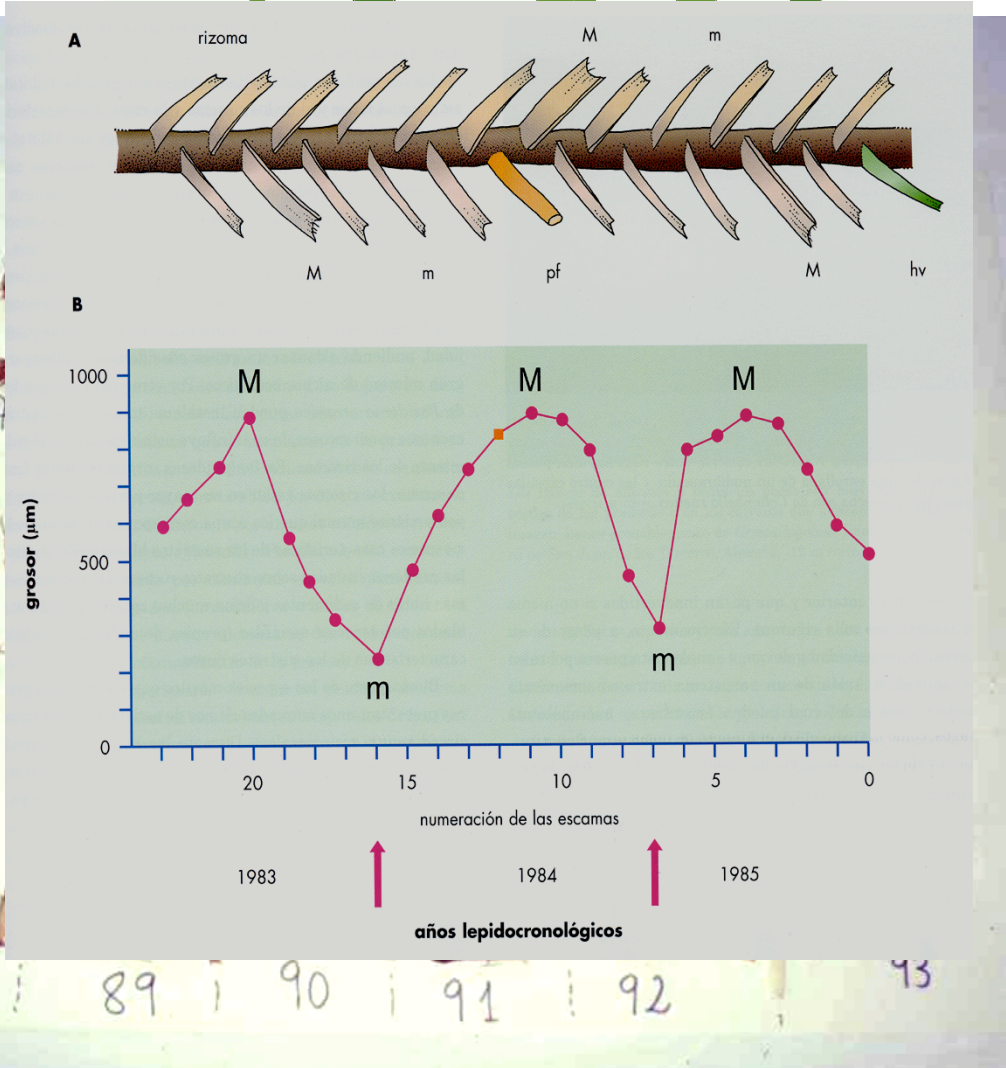 A
rizoma M m
M m pf M hv
B
1000 M M M
500
m
m
0
grosor (μm)
20 15 10 5 0
numeración de las escamas
1983 1984 1985
años lepidocronológicos
89 90 91 92 93